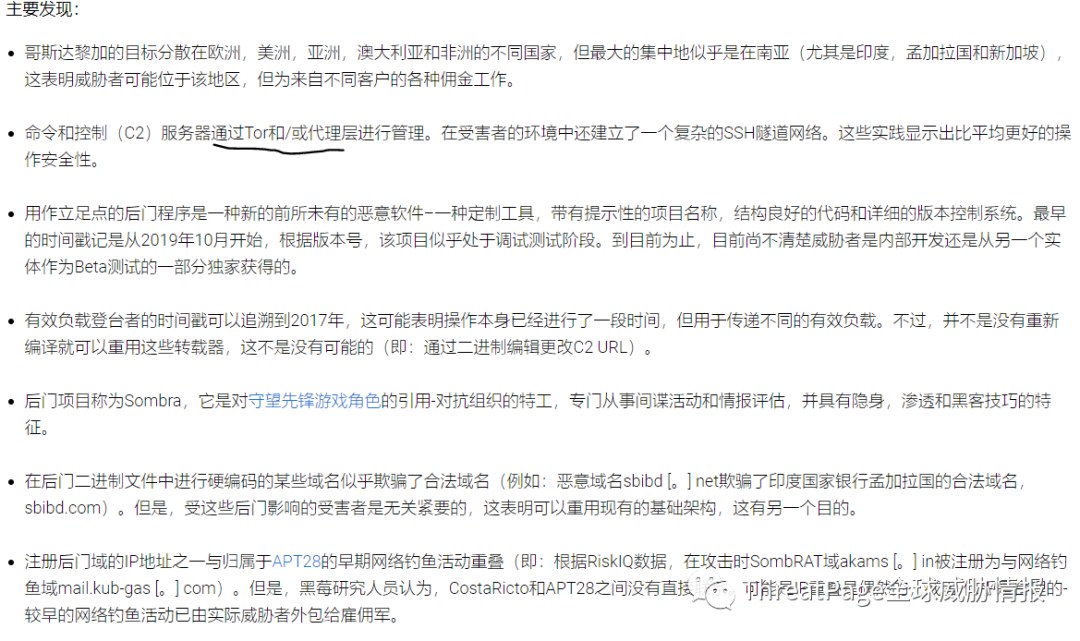 主要发现：
哥斯达黎加的目标分散在欧洲，美洲，亚洲，澳大利亚和非洲的不同国家，但最大的集中地似乎是在南亚（尤其是印度，孟加拉国和新加坡），
这表明威胁者可能位于该地区，但为来自不同客户的各种佣金工作。
命令和控制（C2）服务器通过Tor和/或代理层进行管理。在受害者的环境中还建立了一个复杂的SSH隧道网络。这些实践显示出比平均更好的操
作安全性。
用作立足点的后门程序是一种新的前所未有的恶意软件–一种定制工具，带有提示性的项目名称，结构良好的代码和详细的版本控制系统。最早
的时间戳记是从2019年10月开始，根据版本号，该项目似乎处于调试测试阶段。到目前为止，目前尚不清楚威胁者是内部开发还是从另一个实
体作为Beta测试的一部分独家获得的。
有效负载登台者的时间戳可以追溯到2017年，这可能表明操作本身已经进行了一段时间，但用于传递不同的有效负载。不过，并不是没有重新
编译就可以重用这些转载器，这不是没有可能的（即：通过二进制编辑更改C2 URL）。
后门项目称为Sombra，它是对守望先锋游戏角色的引用-对抗组织的特工，专门从事间谍活动和情报评估，并具有隐身，渗透和黑客技巧的特
征。
在后门二进制文件中进行硬编码的某些域名似乎欺骗了合法域名（例如：恶意域名sbibd [。] net欺骗了印度国家银行孟加拉国的合法域名，
sbibd.com）。但是，受这些后门影响的受害者是无关紧要的，这表明可以重用现有的基础架构，这有另一个目的。
注册后门域的IP地址之一与归属于APT28的早期网络钓鱼活动重叠（即：根据RiskIQ数据，在攻击时SombRAT域akams [。] in被注册为与网络钓
鱼域mail.kub-gas [。] com）。但是，黑莓研究人员认为，CostaRicto和APT28之间没有直接 可能是IP重叠是偶然
较早的网络钓鱼活动已由实际威胁者外包给雇佣军。
ThreatPage全球威胁情报